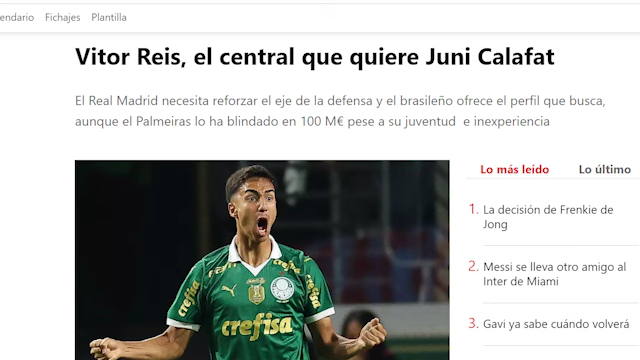 endario Fichajes Plantilla
Vitor Reis, el central que quiere Juni Calafat
El Real Madrid necesita reforzar el eje de la defensa y el brasileño ofrece el perfil que busca,
aunque el Palmeiras lo ha blindado en 100 M€ pese a su juventud e inexperiencia
Lo más leído Lo último
1. La decisión de Frenkie de
Jong
2. Messi se lleva otro amigo al
Inter de Miami
3. Gavi ya sabe cuándo volverá
crefisa
crefisa